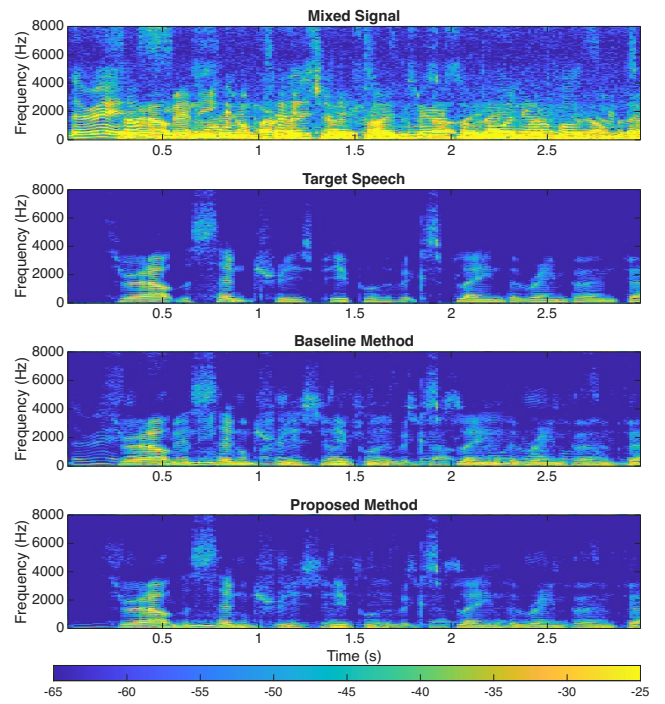 Mixed Signal
Frequency (Hz)
8000
6000
4000
2000
0
0.5 1 1.5 2 2.5
Target Speech
Frequency (Hz)
8000
6000
4000
2000
0
0.5 1 1.5 2 2.5
Baseline Method
Frequency (Hz)
8000
6000
4000
2000
0
0.5 1 1.5 2 2.5
Proposed Method
Frequency (Hz)
8000
6000
4000
2000
0
0.5 1 1.5 2 2.5
Time (s)
-65 -60 -55 -50 -45 -40 -35 -30 -25